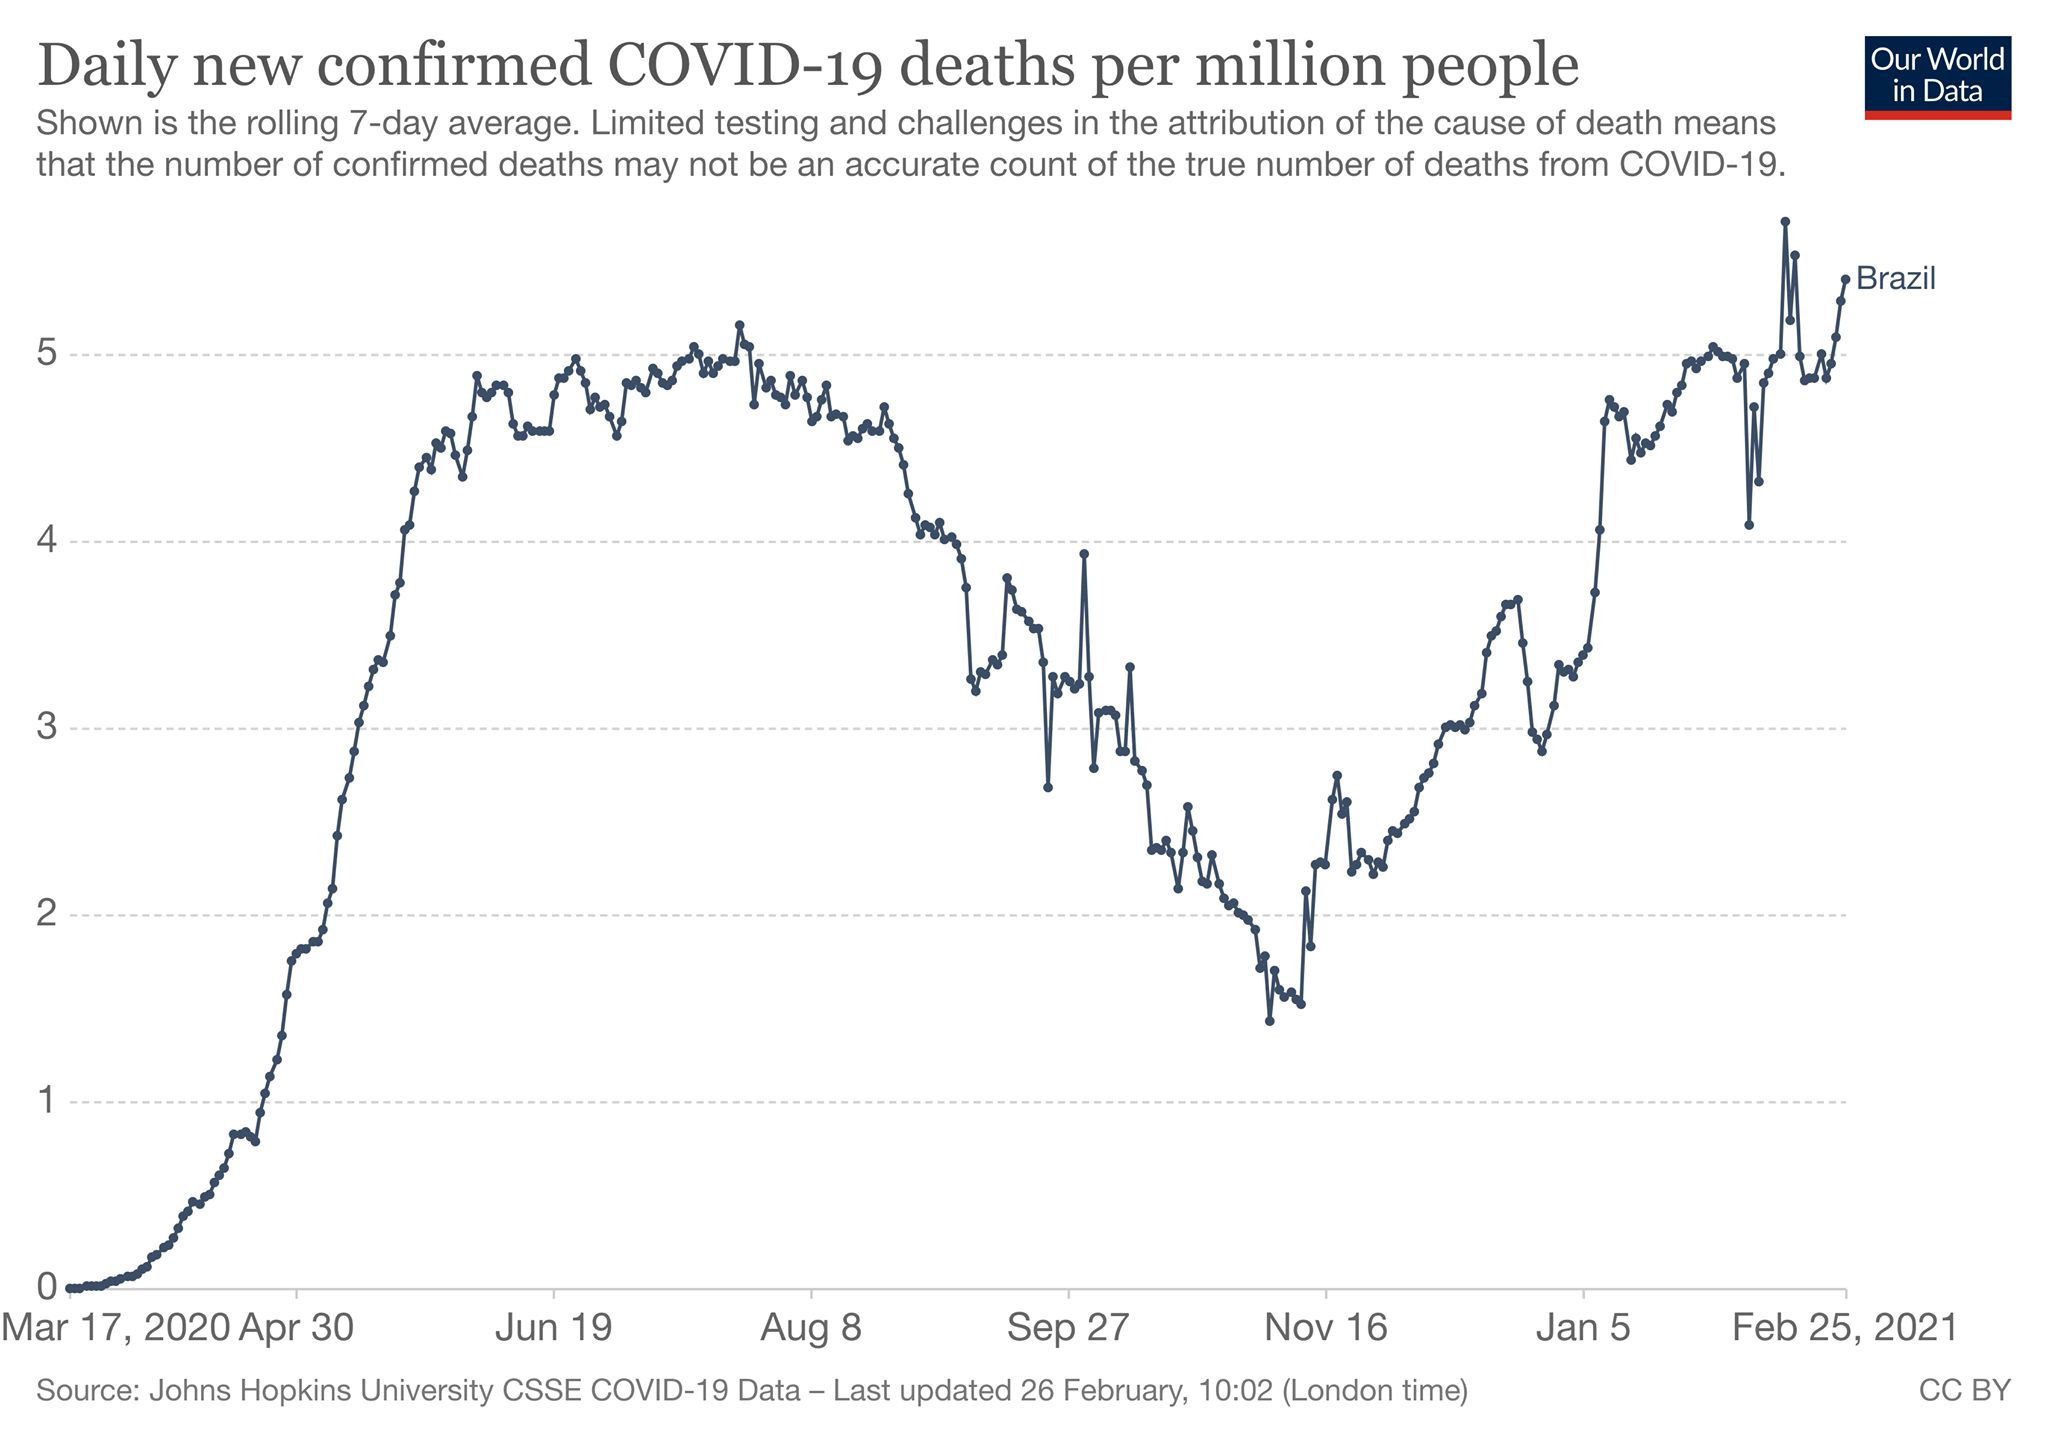 Daily new confirmed COVID-19 deaths per million people
Our World
in Data
Shown is the rolling 7-day average. Limited testing and challenges in the attribution of the cause of death means
that the number of confirmed deaths may not be an accurate count of the true number of deaths from COVID-19.
Brazil
5
4
3
2
1
0
Mar 17, 2020 Apr 30 Jun 19 Aug 8 Sep 27 Nov 16 Jan 5 Feb 25, 2021
Source: Johns Hopkins University CSSE COVID-19 Data – Last updated 26 February, 10:02 (London time) CC BY